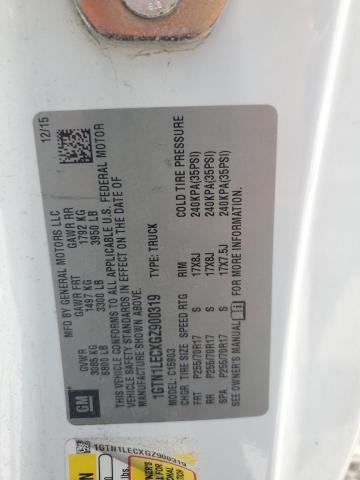 12/15
MFD BY GENERAL MOTORS LLC
GVWR GAWR FRT GAWR RR
3085 KG 1497 KG 1792 KG
6800 LB 3300 LB 3950 LB
THIS VEHICLE CONFORMS TO ALL APPLICABLE U.S. FEDERAL MOTOR
VEHICLE SAFETY STANDARDS IN EFFECT ON THE DATE OF
MANUFACTURE SHOWN ABOVE.
1GTN1LECXGZ900319 TYPE: TRUCK
MODEL: C15903
CHGR TIRE SIZE SPEED RTG RIM COLD TIRE PRESSURE
FRT P255/70R17 S 17X8J 240KPA(35PSI)
RR P255/70R17 S 17X8J 240KPA(35PSI)
SPA P255/70R17 S 17X7.5J 240KPA(35PSI)
SEE OWNER'S MANUAL FOR MORE INFORMATION.
GM
1GTN1LECXGZ900319